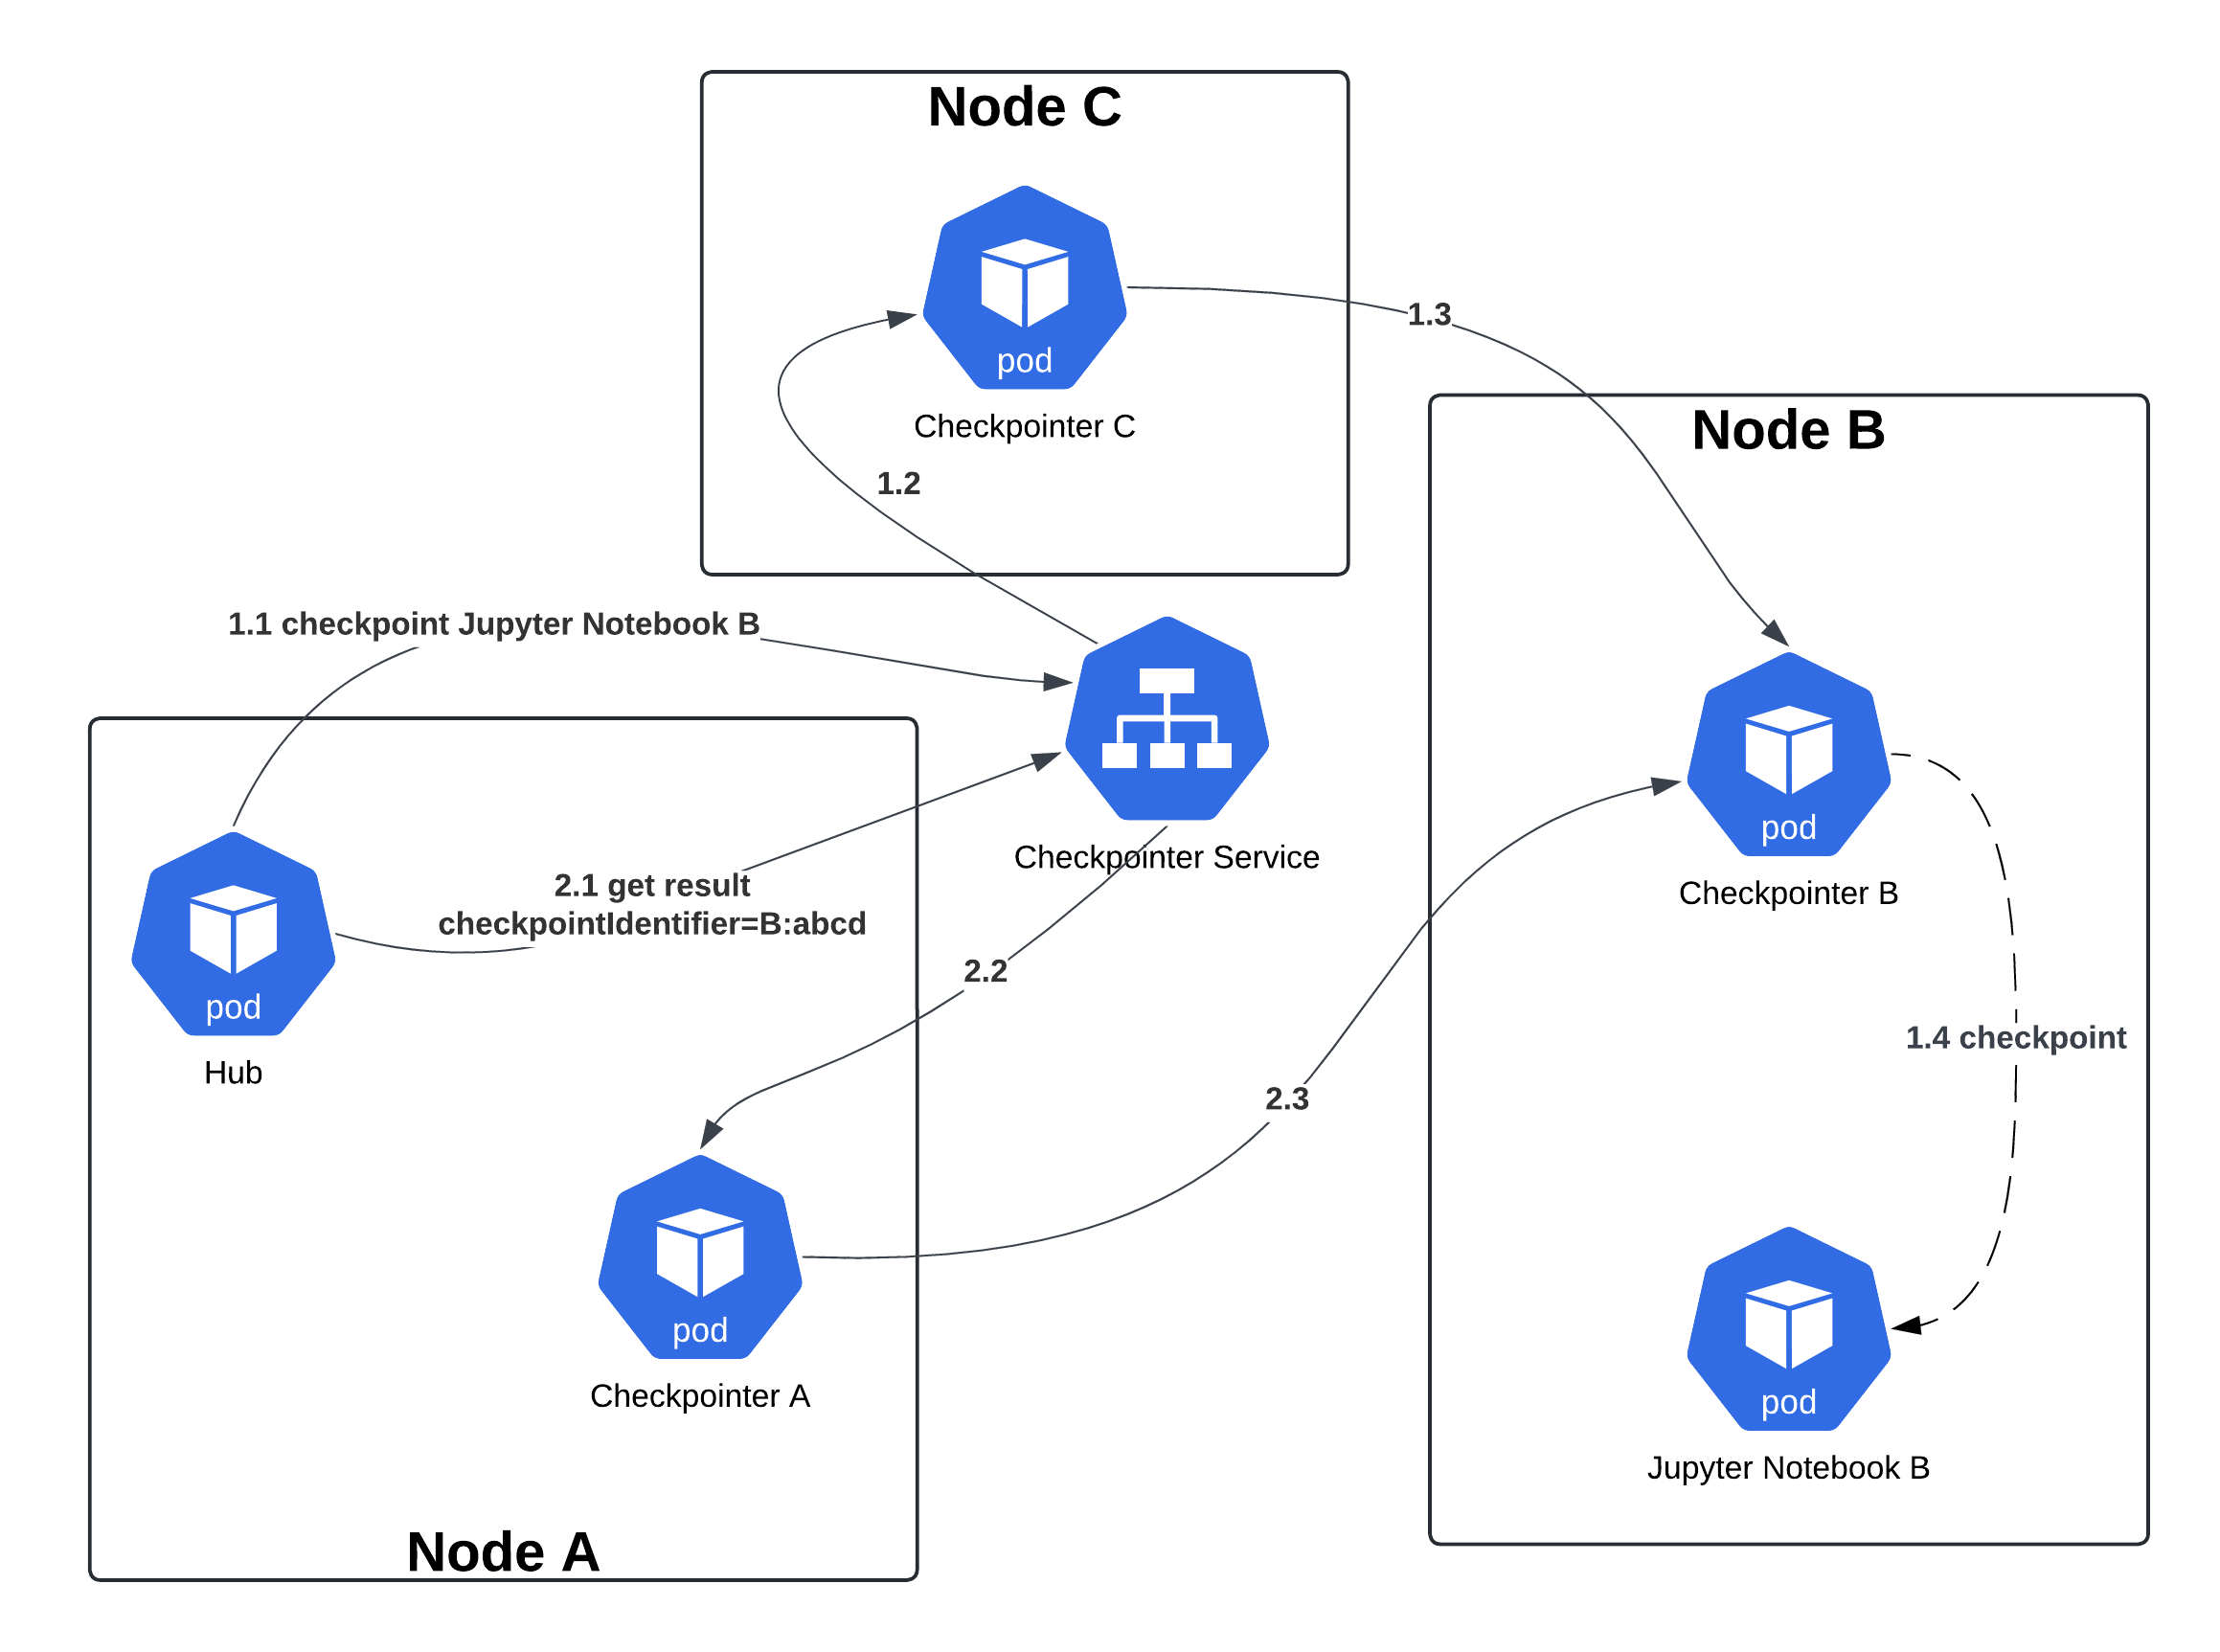 Node C
pod
Checkpointer C
1.3
1.2
Node B
1.1 checkpoint Jupyter Notebook B
Checkpointer Service
pod
Checkpointer B
2.1 get result
checkpointIdentifier=B:abcd
pod
Hub
2.2
1.4 checkpoint
2.3
pod
Checkpointer A
pod
Jupyter Notebook B
Node A